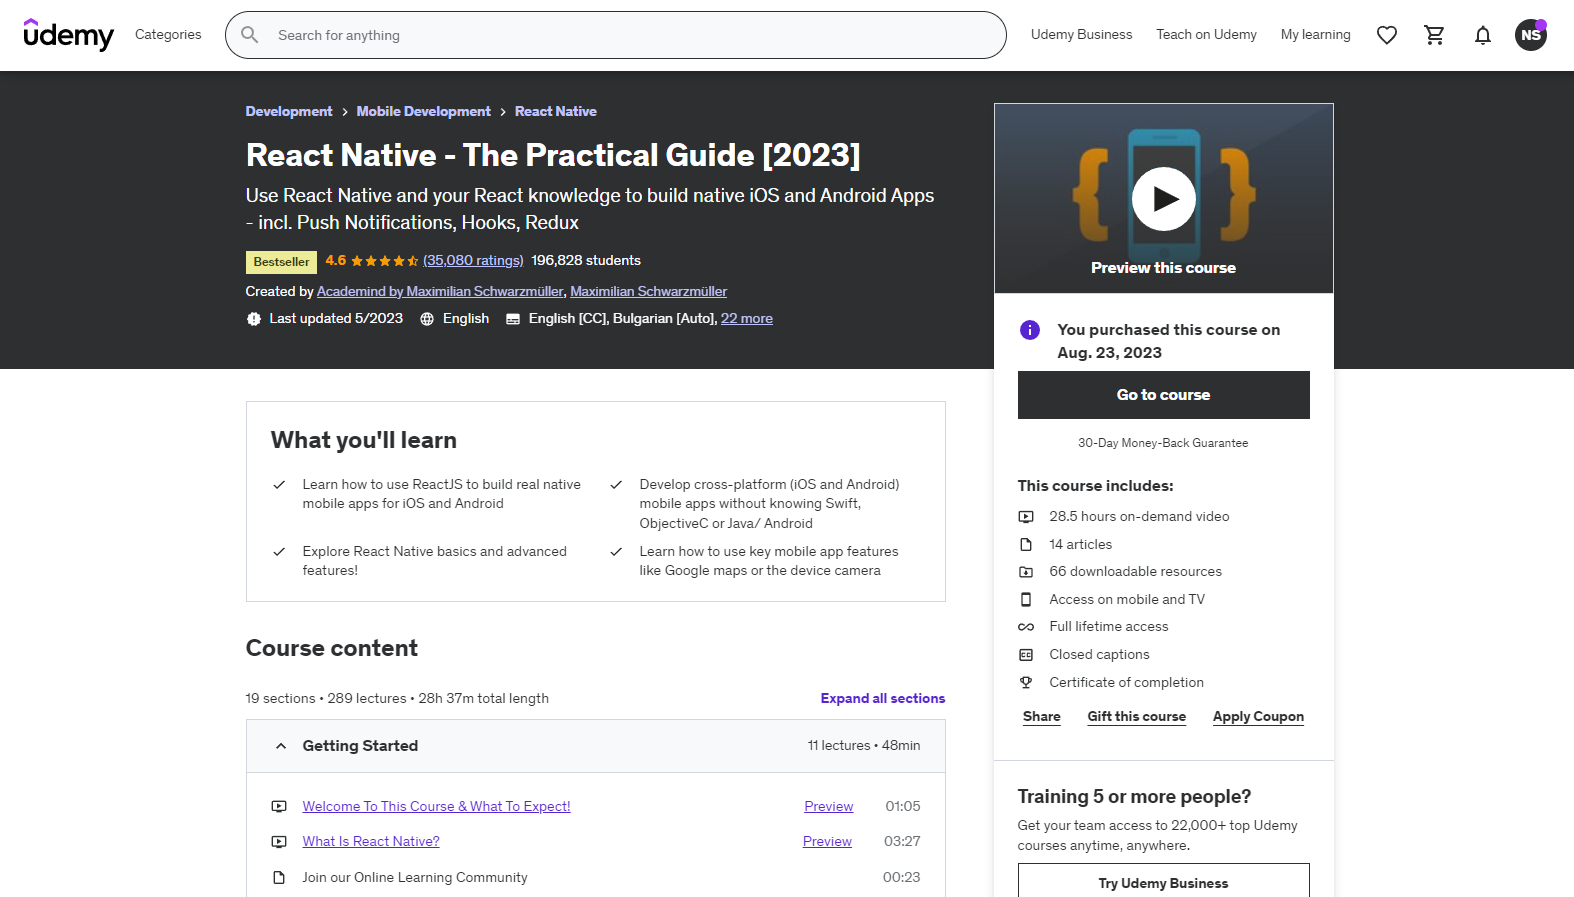 udemy
Categories
Search for anything
Udemy Business
Teach on Udemy
My learning
NS
Development > Mobile Development > React Native
React Native - The Practical Guide [2023]
Use React Native and your React knowledge to build native iOS and Android Apps
- incl. Push Notifications, Hooks, Redux
Bestseller 4.6 (35,080 ratings) 196,828 students
Created by Academind by Maximilian Schwarzmüller, Maximilian Schwarzmüller
Last updated 5/2023 English English [CC], Bulgarian [Auto], 22 more
{ }
Preview this course
You purchased this course on
Aug. 23, 2023
Go to course
30-Day Money-Back Guarantee
This course includes:
28.5 hours on-demand video
14 articles
66 downloadable resources
Access on mobile and TV
Full lifetime access
Closed captions
Certificate of completion
Share
Gift this course
Apply Coupon
Training 5 or more people?
Get your team access to 22,000+ top Udemy
courses anytime, anywhere.
Try Udemy Business
What you'll learn
Learn how to use ReactJS to build real native
mobile apps for iOS and Android
Develop cross-platform (iOS and Android)
mobile apps without knowing Swift,
ObjectiveC or Java/ Android
Explore React Native basics and advanced
features!
Learn how to use key mobile app features
like Google maps or the device camera
Course content
19 sections • 289 lectures • 28h 37m total length
Expand all sections
Getting Started
11 lectures • 48min
Welcome To This Course & What To Expect! Preview 01:05
What Is React Native? Preview 03:27
Join our Online Learning Community 00:23